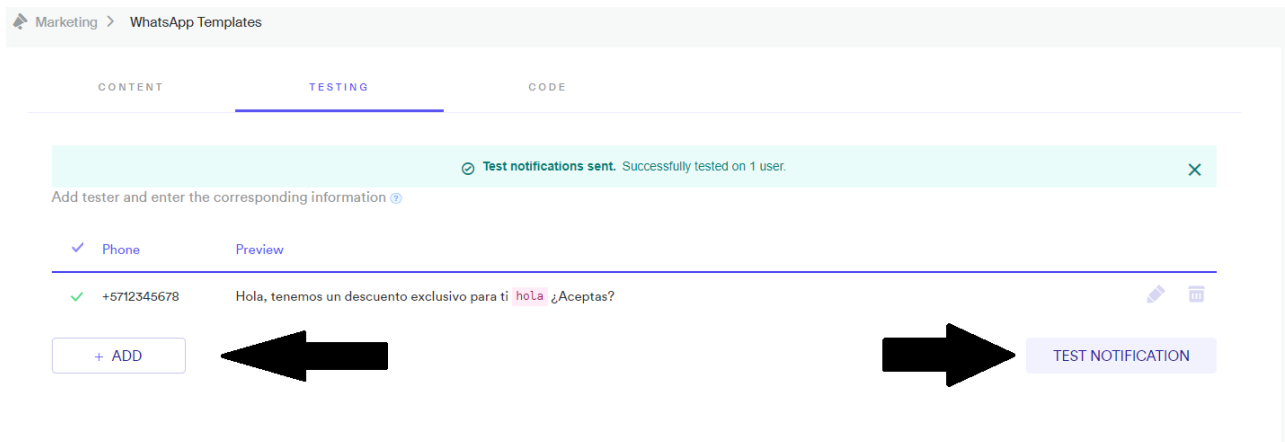 Marketing > WhatsApp Templates
CONTENT TESTING CODE
Test notifications sent. Successfully tested on 1 user.
Add tester and enter the corresponding information ?
Phone Preview
+5712345678 Hola, tenemos un descuento exclusivo para ti hola ¿Aceptas?
+ ADD TEST NOTIFICATION